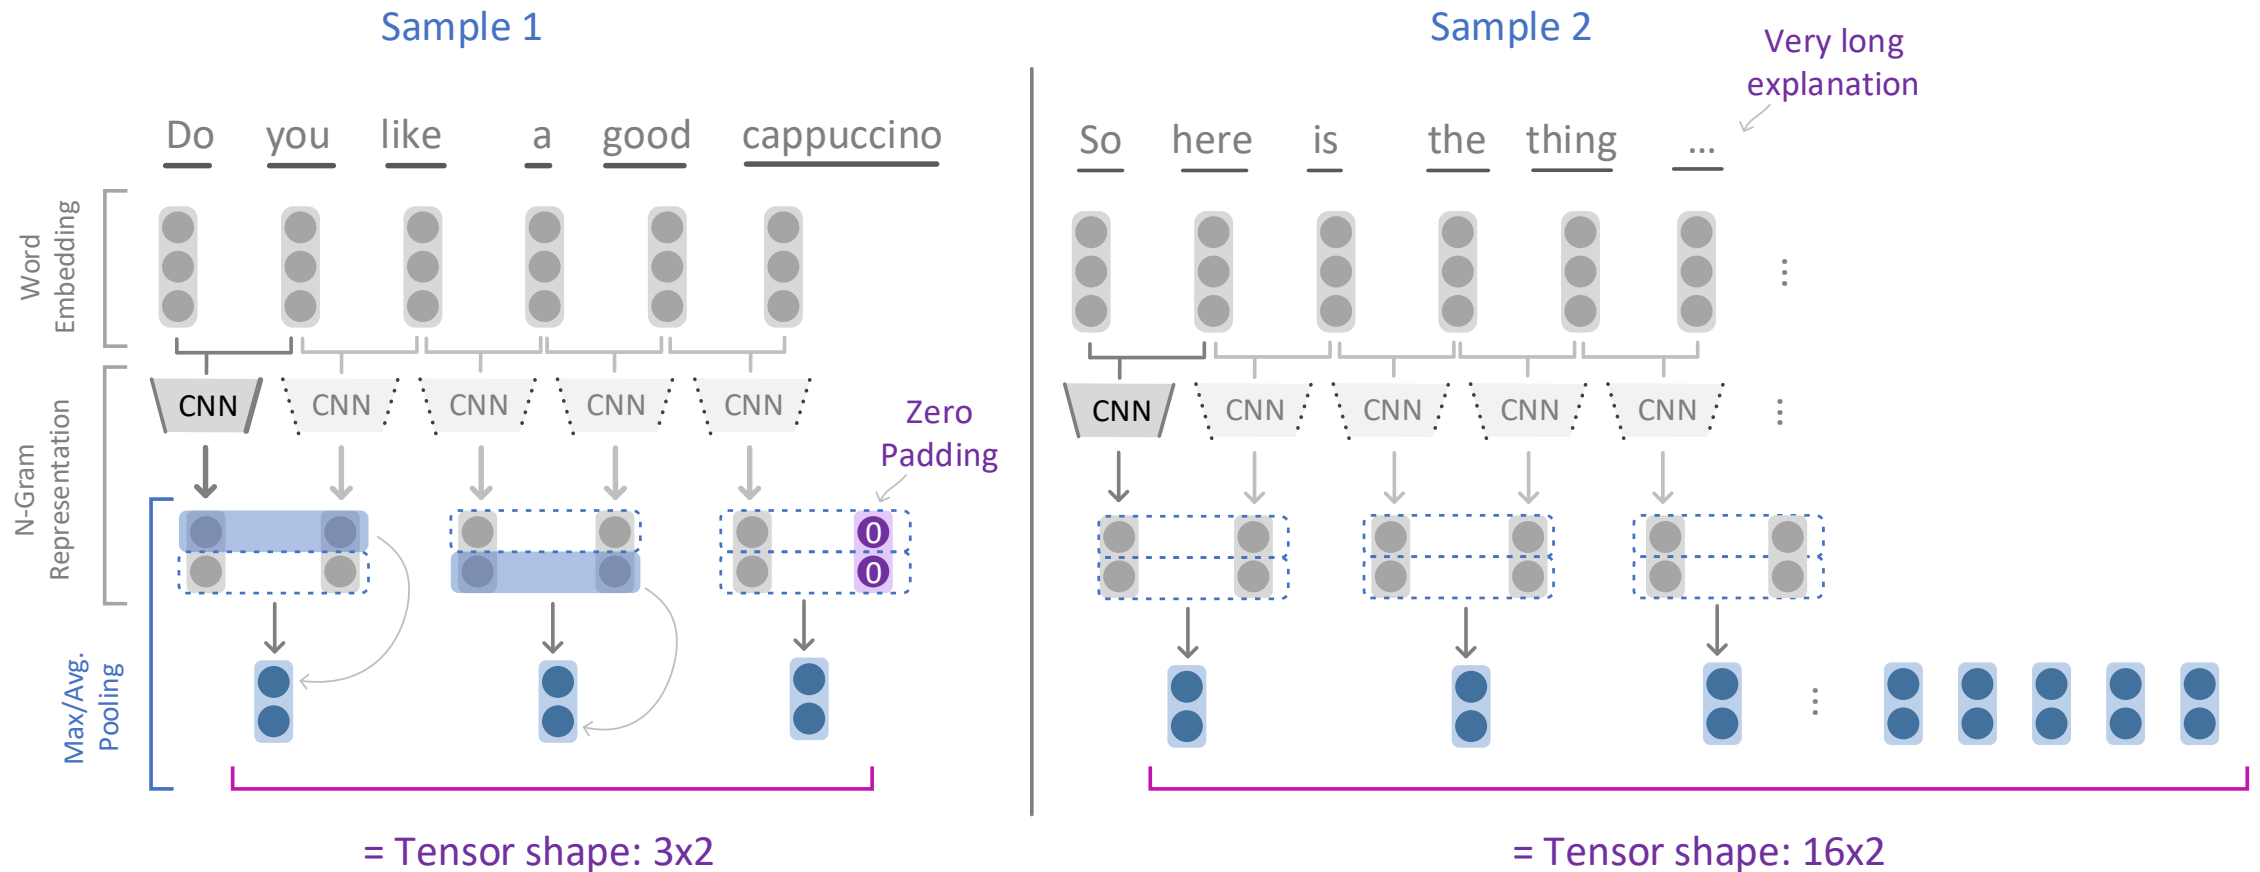 Sample 1
Do you like a good cappuccino
Word
Embedding
CNN CNN CNN CNN CNN
N-Gram
Representation
Zero
Padding
0
0
Max/Avg.
Pooling
= Tensor shape: 3x2
Sample 2
Very long
explanation
So here is the thing ...
CNN CNN CNN CNN CNN
= Tensor shape: 16x2